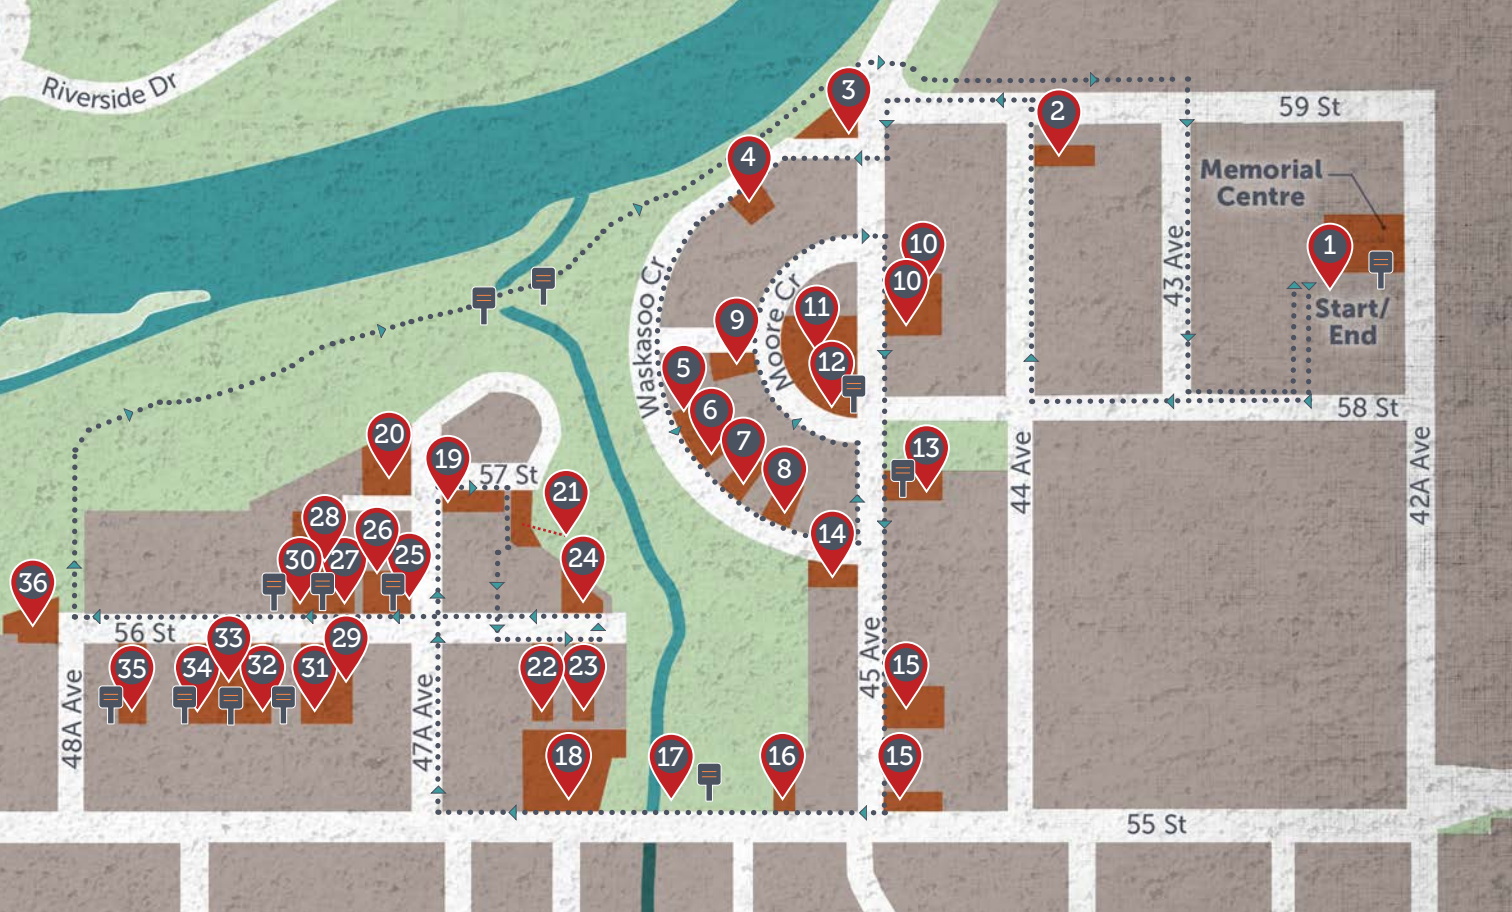 Riverside Dr
3
59 St
2
4
Memorial
Centre
10
1
43 Ave
10
Start/
End
Waskasoo Cr
Moore Cr
11
9
12
5
58 St
6
20
7
13
44 Ave
42A Ave
19
8
57 St
21
28
26
14
30
27
25
24
36
56 St
33
29
45 Ave
35
34
32
31
22
23
15
48A Ave
47A Ave
18
17
16
15
55 St